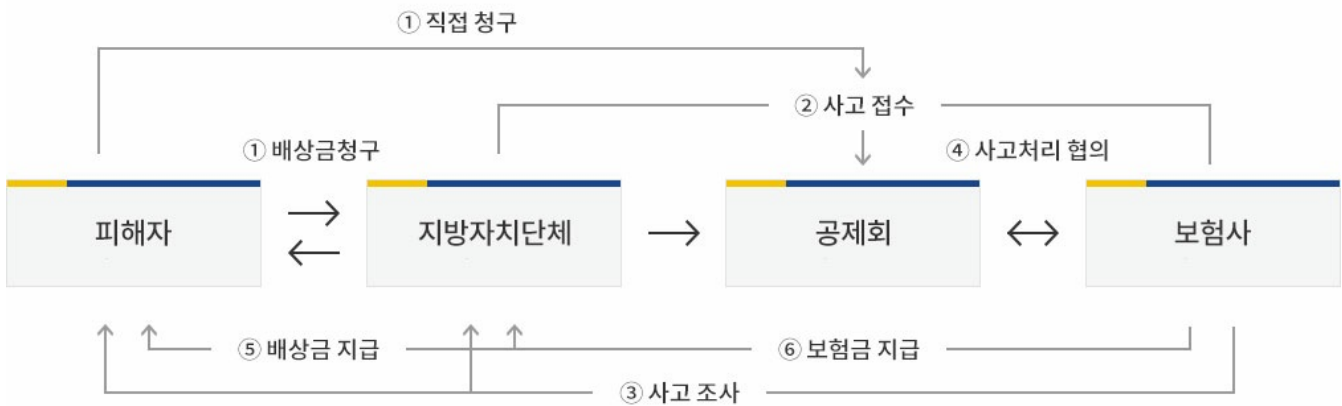 ① 직접 청구
② 사고 접수
① 배상금청구
④ 사고처리 협의
피해자
지방자치단체
공제회
보험사
⑤ 배상금 지급
⑥ 보험금 지급
③ 사고 조사